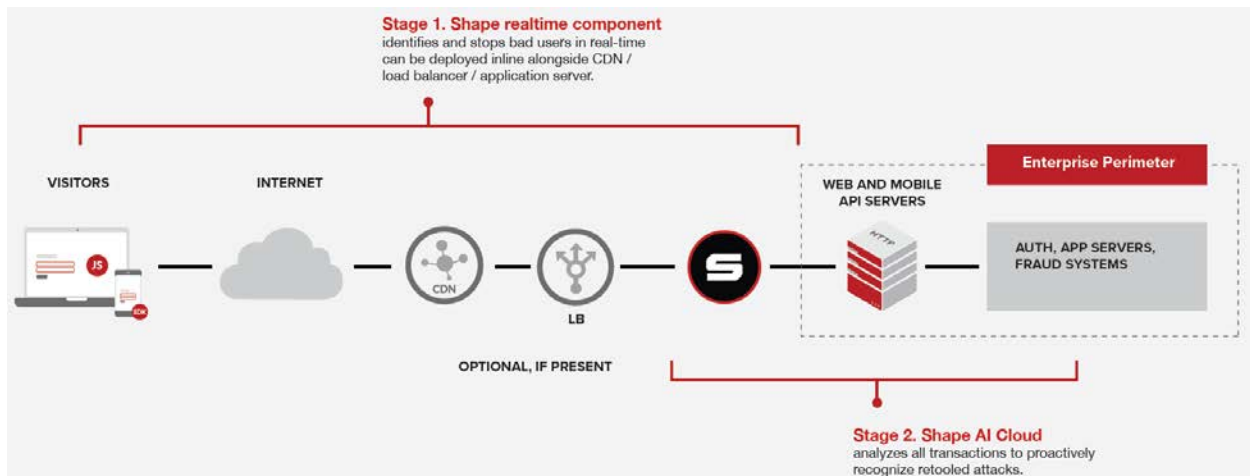 Stage 1. Shape realtime component
identifies and stops bad users in real-time
can be deployed inline alongside CDN /
load balancer / application server.
Enterprise Perimeter
VISITORS
INTERNET
WEB AND MOBILE
API SERVERS
JS
SDK
CDN
LB
S
HTTP
AUTH, APP SERVERS,
FRAUD SYSTEMS
OPTIONAL, IF PRESENT
Stage 2. Shape AI Cloud
analyzes all transactions to proactively
recognize retooled attacks.